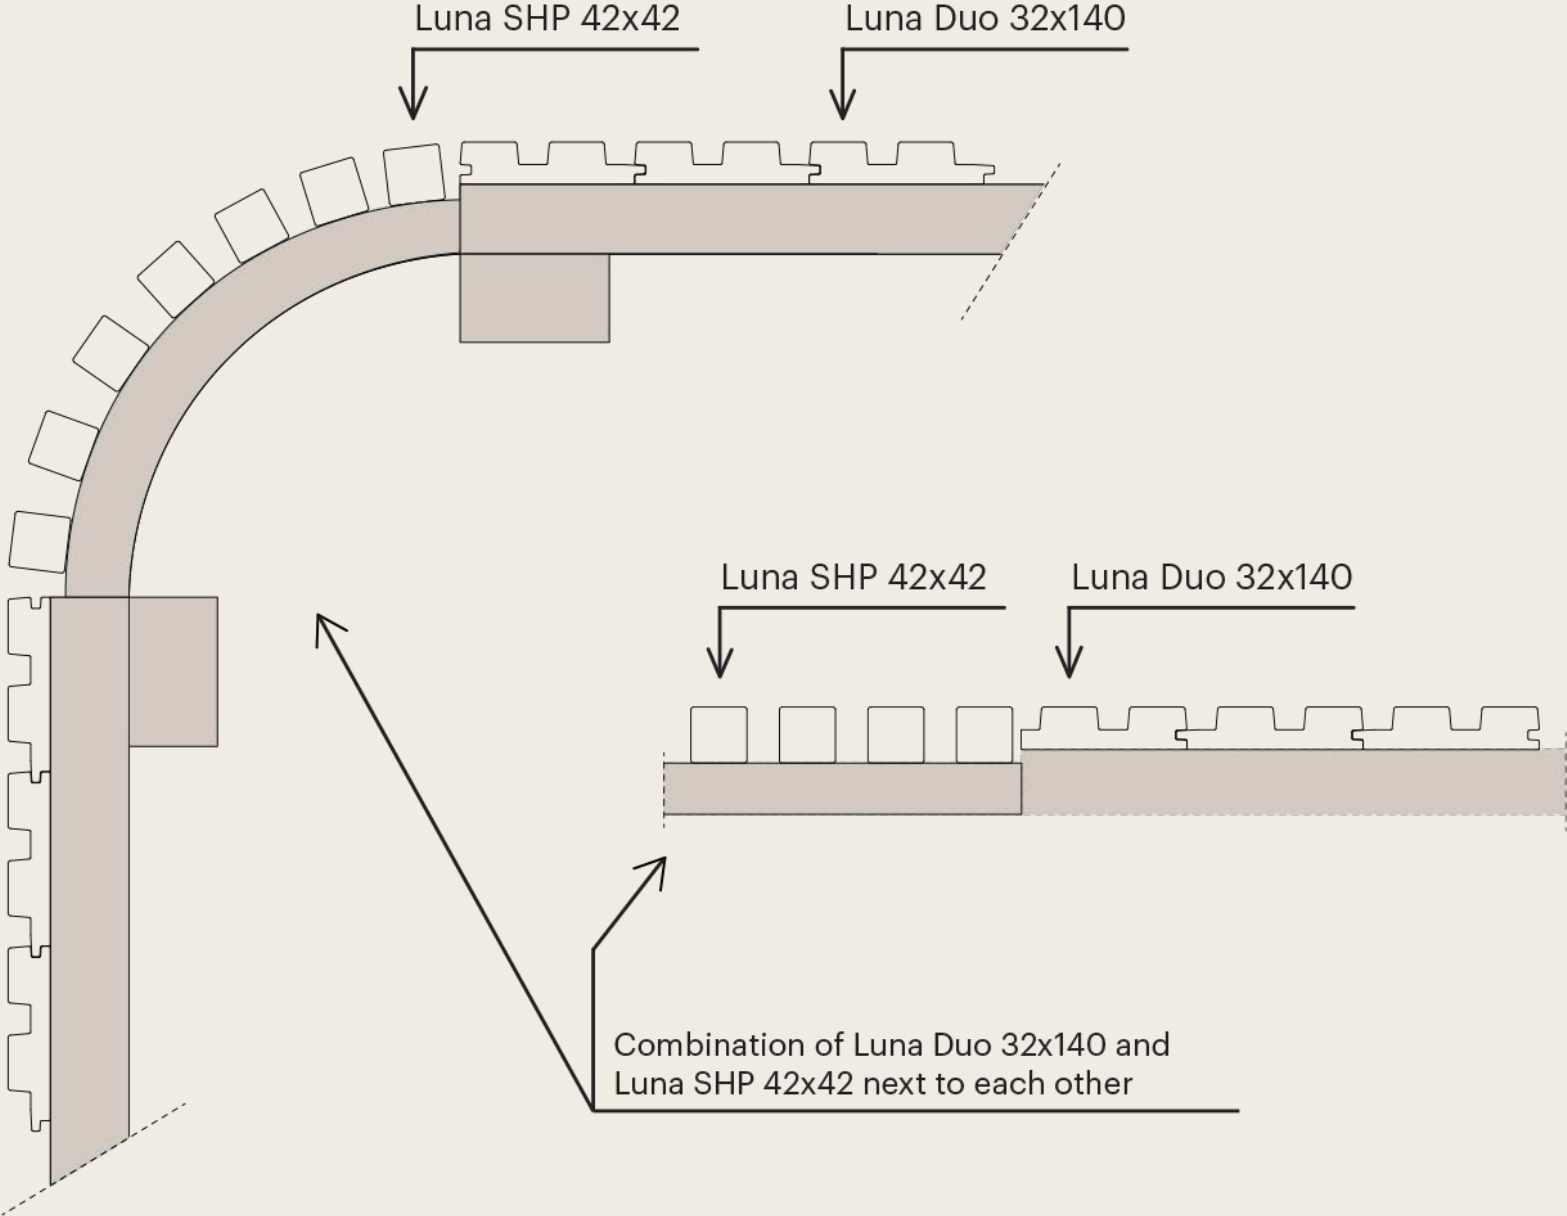 Luna SHP 42x42
Luna Duo 32x140
Luna SHP 42x42
Luna Duo 32x140
Combination of Luna Duo 32x140 and
Luna SHP 42x42 next to each other